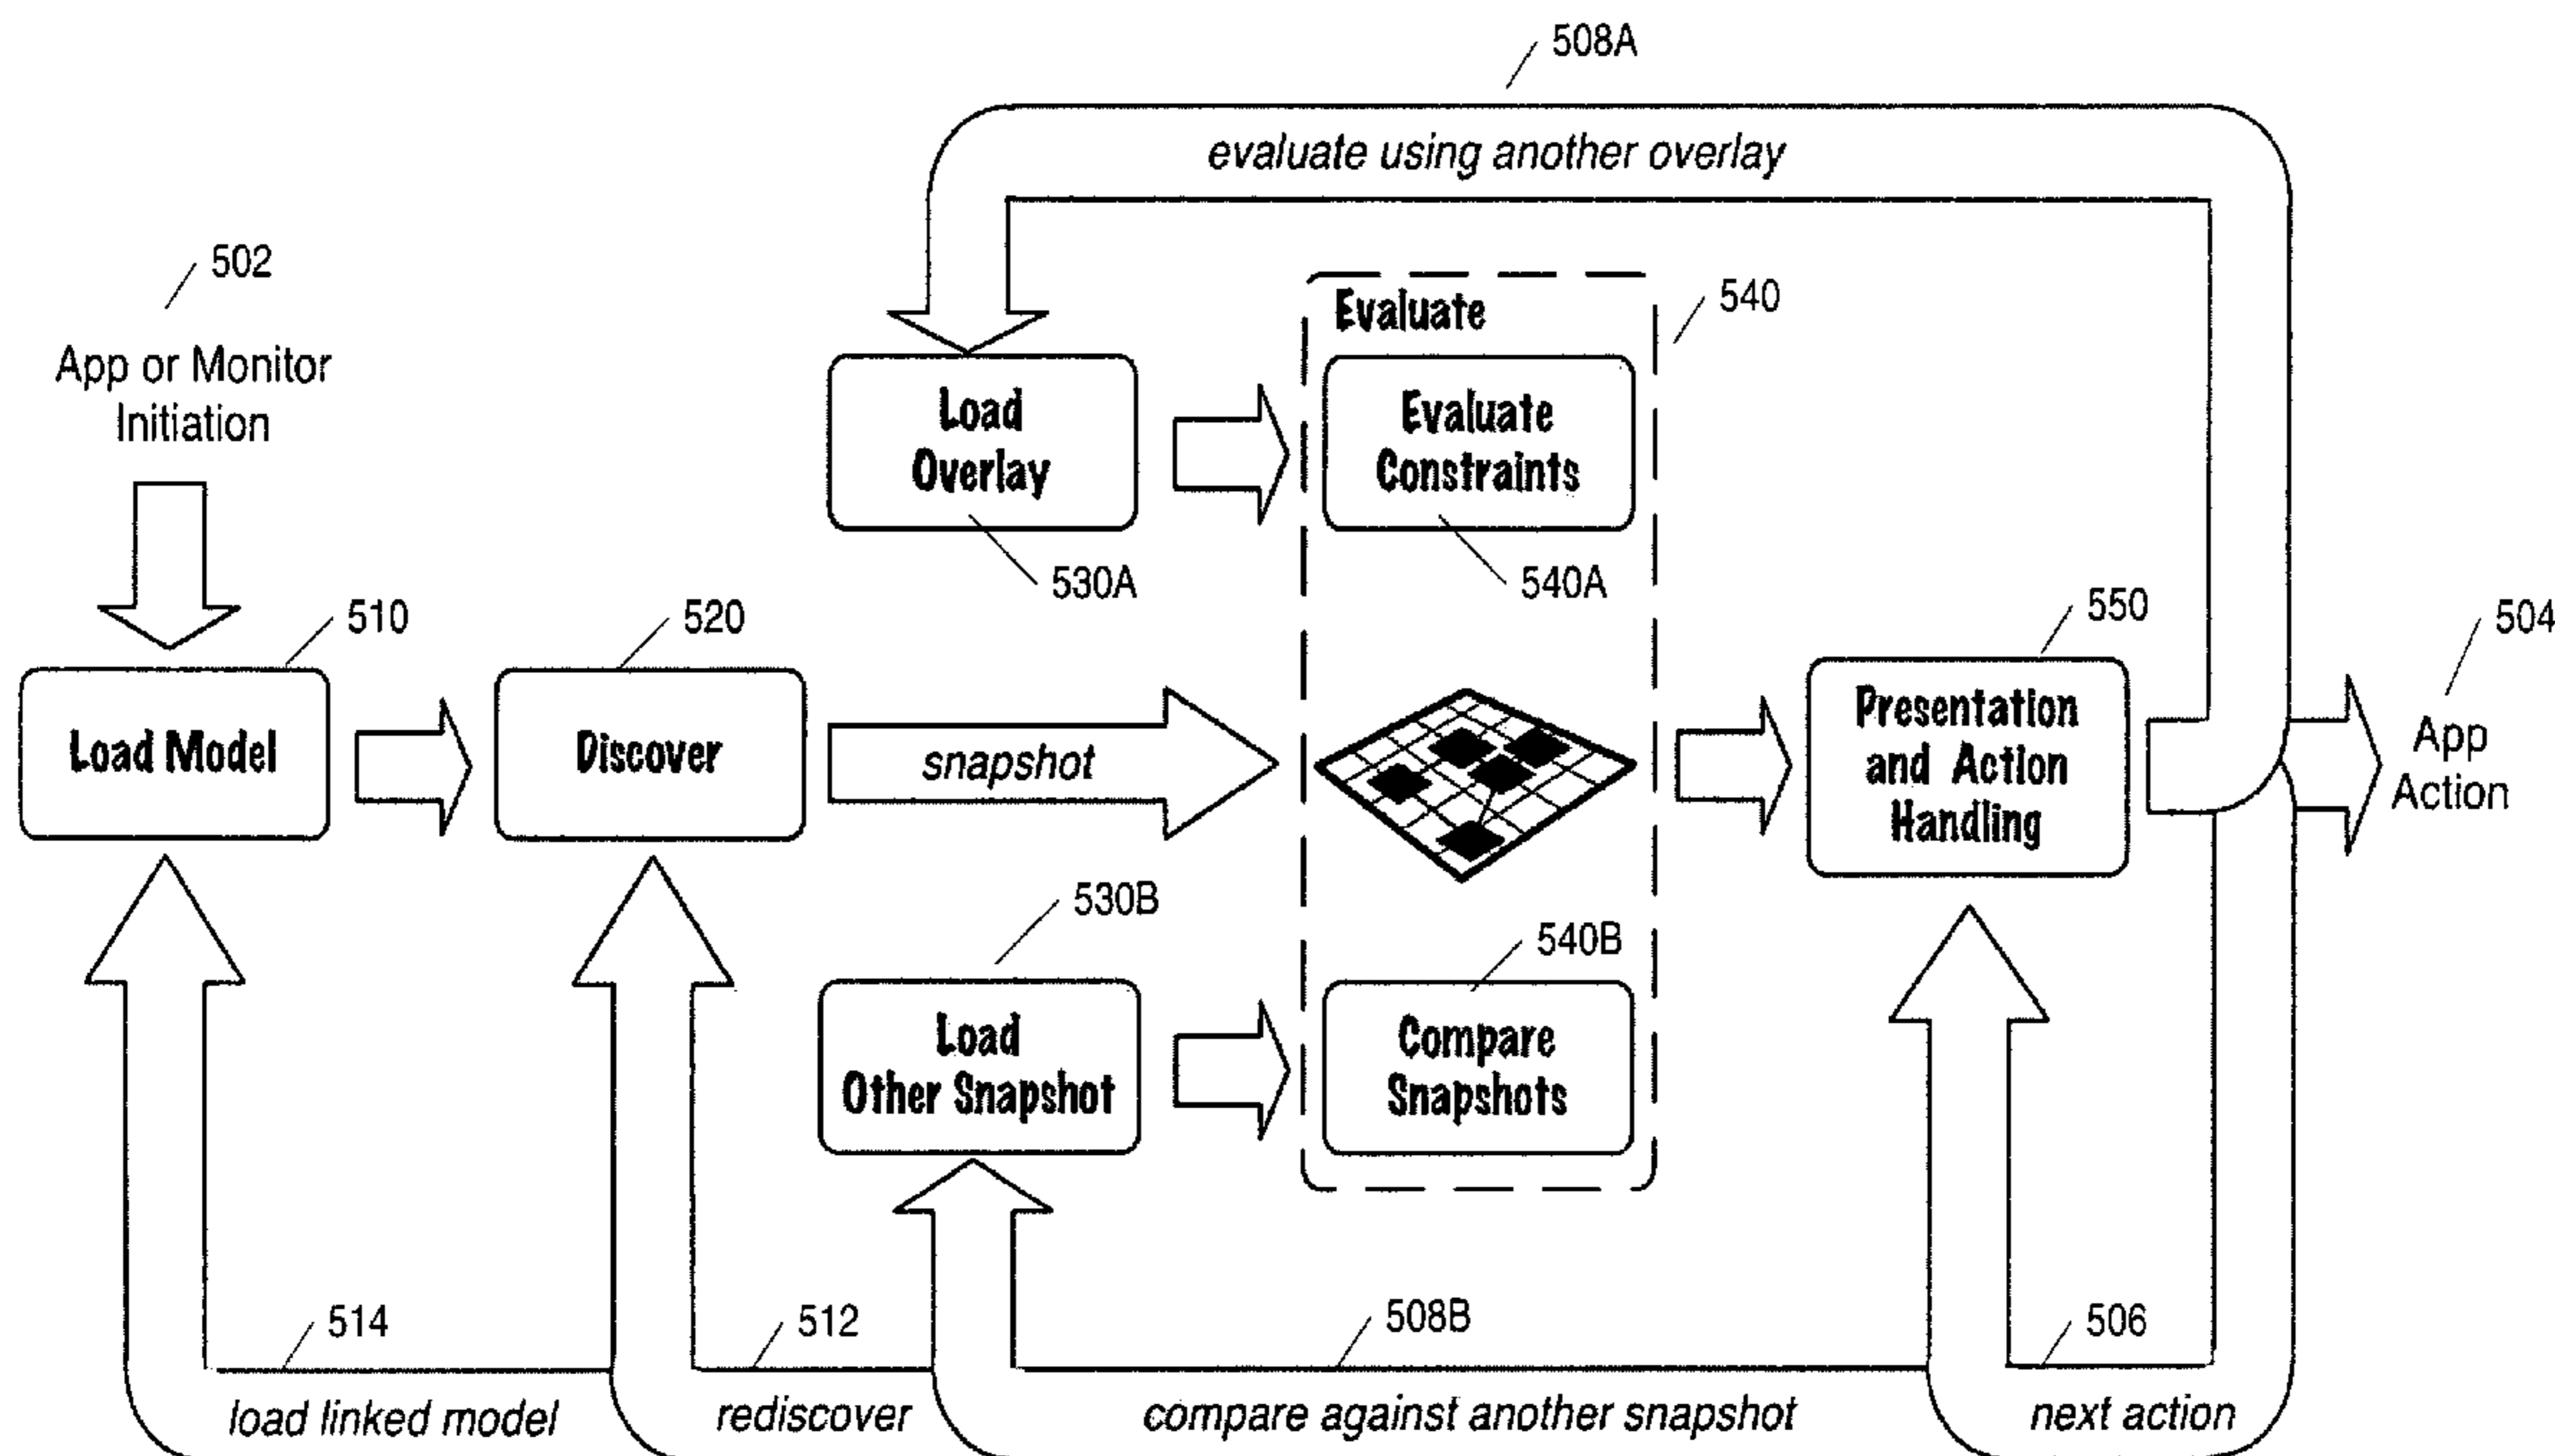 508A
evaluate using another overlay
502
App or Monitor
Initiation
Evaluate
540
Load
Overlay
Evaluate
Constraints
530A
540A
510
520
550
504
Load Model
Discover
snapshot
Presentation
and Action
Handling
App
Action
530B
540B
Load
Other Snapshot
Compare
Snapshots
514
512
508B
506
load linked model
rediscover
compare against another snapshot
next action